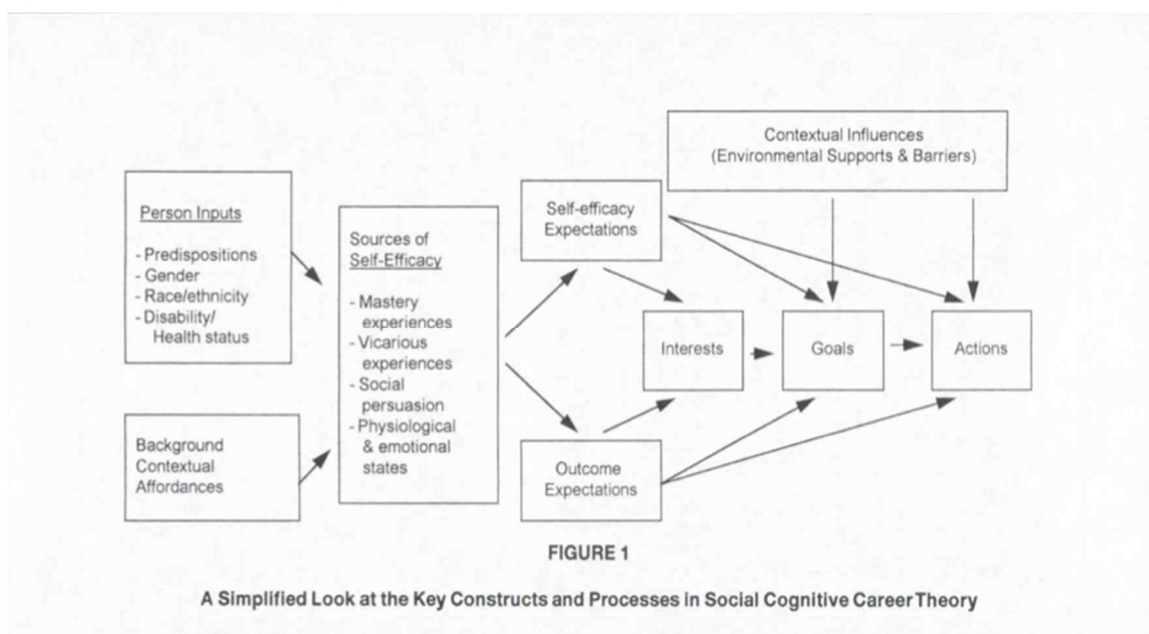 Contextual Influences
(Environmental Supports & Barriers)
Person Inputs
- Predispositions
- Gender
- Race/ethnicity
- Disability/
Health status
Sources of
Self-Efficacy
- Mastery
experiences
- Vicarious
experiences
- Social
persuasion
- Physiological
& emotional
states
Self-efficacy
Expectations
Interests
Goals
Actions
Background
Contextual
Affordances
Outcome
Expectations
FIGURE 1
A Simplified Look at the Key Constructs and Processes in Social Cognitive Career Theory